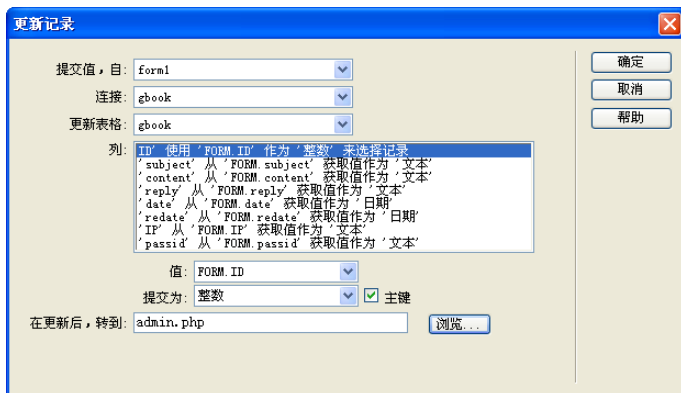 更新记录
提交值，自: form1
确定
连接: gbook
取消
更新表格: gbook
帮助
列: ID' 使用 'FORM.ID' 作为 '整数' 来选择记录
'subject' 从 'FORM.subject' 获取值作为 '文本'
'content' 从 'FORM.content' 获取值作为 '文本'
'reply' 从 'FORM.reply' 获取值作为 '文本'
'date' 从 'FORM.date' 获取值作为 '日期'
'redate' 从 'FORM.redate' 获取值作为 '日期'
'IP' 从 'FORM.IP' 获取值作为 '文本'
'passid' 从 'FORM.passid' 获取值作为 '文本'
值: FORM.ID
提交为: 整数 主键
在更新后，转到: admin.php 浏览...